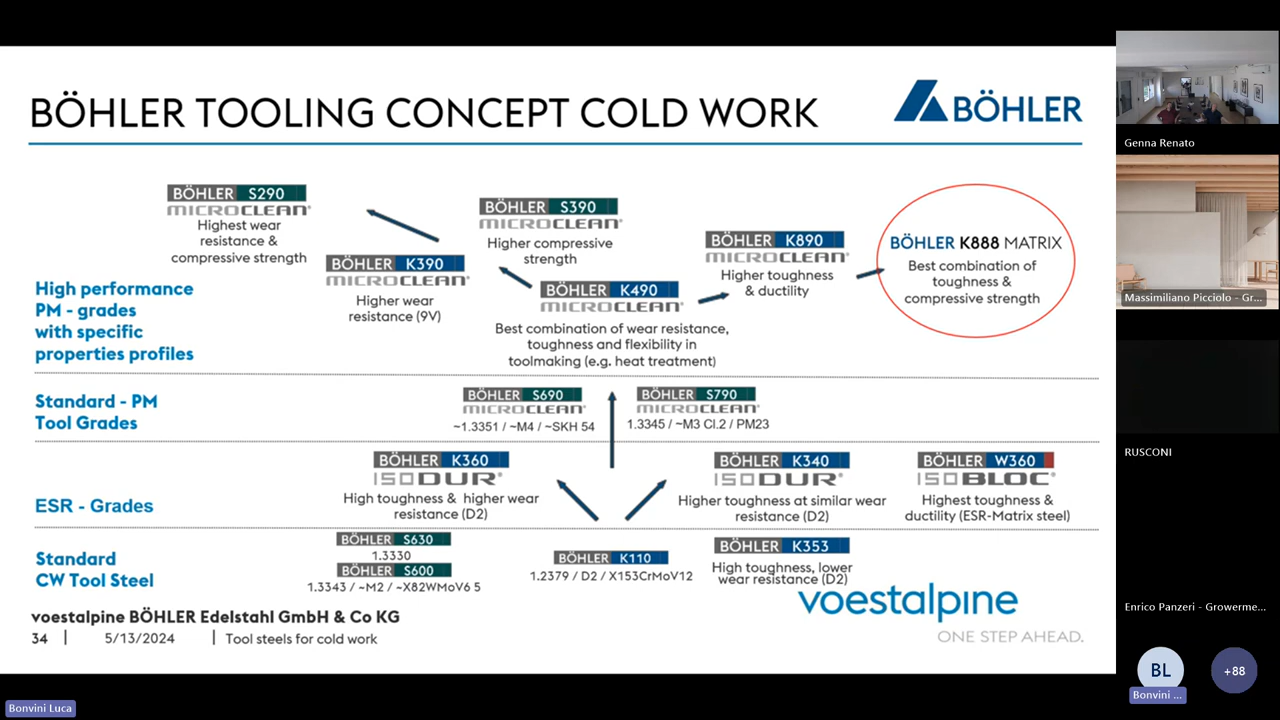 BÖHLER TOOLING CONCEPT COLD WORK
BÖHLER
BÖHLER S290
MICROCLEAN®
Highest wear
resistance &
compressive strength
BÖHLER K390
MICROCLEAN®
Higher wear
resistance (9V)
BÖHLER S390
MICROCLEAN®
Higher compressive
strength
BÖHLER K490
MICROCLEAN®
Best combination of wear resistance,
toughness and flexibility in
toolmaking (e.g. heat treatment)
BÖHLER K890
MICROCLEAN®
Higher toughness
& ductility
BÖHLER K888 MATRIX
Best combination of
toughness &
compressive strength
High performance
PM - grades
with specific
properties profiles
Standard - PM
Tool Grades
BÖHLER S690
MICROCLEAN®
~1.3351 / ~M4 / ~SKH 54
BÖHLER S790
MICROCLEAN®
1.3345 / ~M3 Cl.2 / PM23
ESR - Grades
BÖHLER K360
ISODUR®
High toughness & higher wear
resistance (D2)
BÖHLER K340
ISODUR®
Higher toughness at similar wear
resistance (D2)
BÖHLER W360
ISOBLOC®
Highest toughness &
ductility (ESR-Matrix steel)
Standard
CW Tool Steel
BÖHLER S630
1.3330
BÖHLER S600
1.3343 / ~M2 / ~X82WMoV6 5
BÖHLER K110
1.2379 / D2 / X153CrMoV12
BÖHLER K353
High toughness, lower
wear resistance (D2)
voestalpine
ONE STEP AHEAD.
voestalpine BÖHLER Edelstahl GmbH & Co KG
34 | 5/13/2024 | Tool steels for cold work
Genna Renato
Massimiliano Picciolo - Gr...
RUSCONI
Enrico Panzeri - Growerme...
BL
Bonvini ...
+88
Bonvini Luca